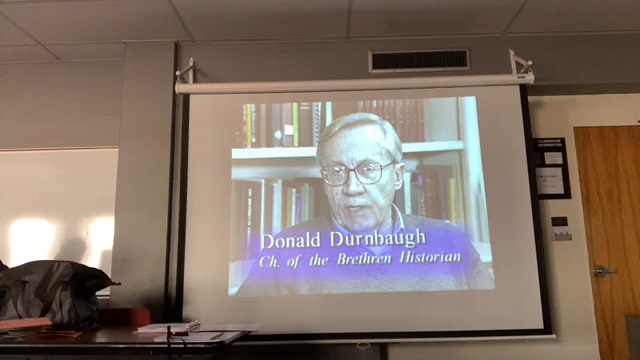 Donald Durnbaugh
Ch. of the Brethren Historian